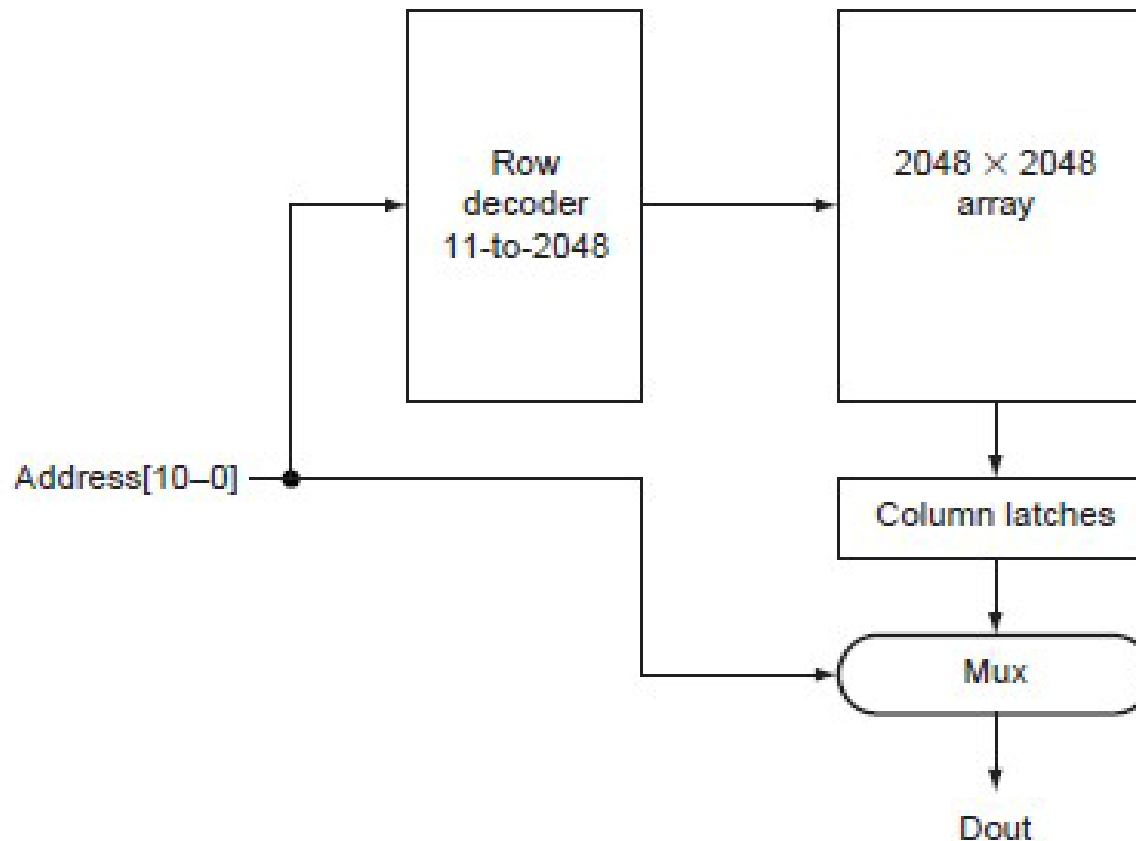 Row
decoder
11-to-2048
2048 × 2048
array
Address[10–0]
Column latches
Mux
Dout